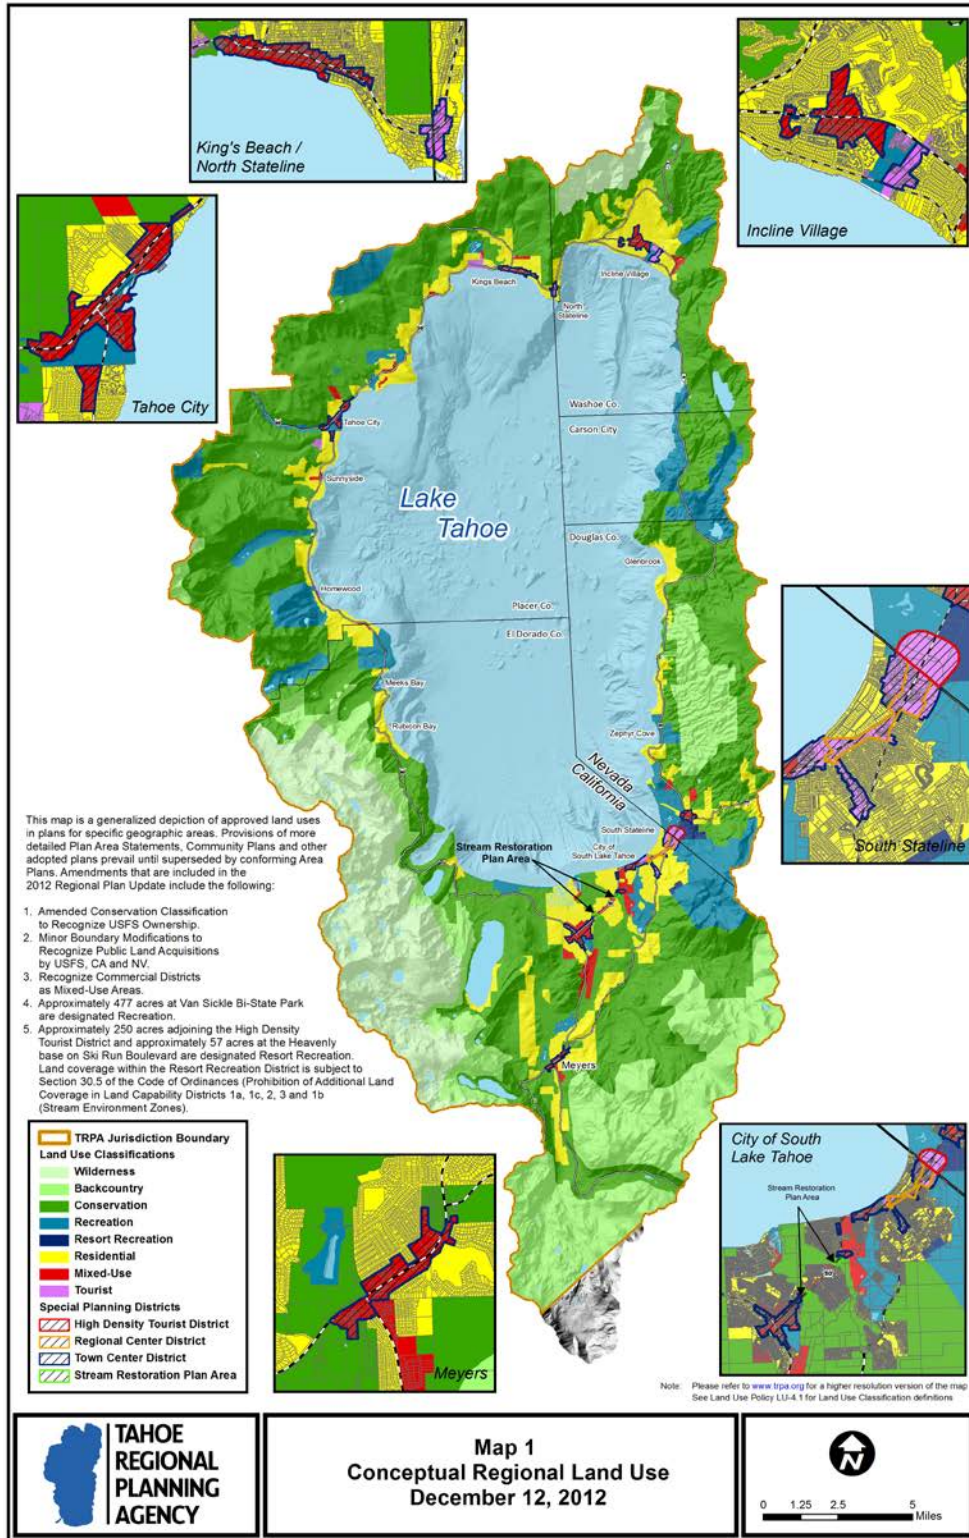 King's Beach /
North Stateline
Incline Village
Tahoe City
Kings Beach
North
Stateline
Incline Village
Washoe Co.
Carson City
Tahoe City
Sunnyside
Lake
Tahoe
Douglas Co.
Glenbrook
Homewood
Placer Co.
El Dorado Co.
Meeks Bay
Rubicon Bay
Zephyr Cove
Nevada
California
South Stateline
City of
South Lake Tahoe
Stream Restoration
Plan Area
South Stateline
Meyers
This map is a generalized depiction of approved land uses
in plans for specific geographic areas. Provisions of more
detailed Plan Area Statements, Community Plans and other
adopted plans prevail until superseded by conforming Area
Plans. Amendments that are included in the
2012 Regional Plan Update include the following:
1. Amended Conservation Classification
to Recognize USFS Ownership.
2. Minor Boundary Modifications to
Recognize Public Land Acquisitions
by USFS, CA and NV.
3. Recognize Commercial Districts
as Mixed-Use Areas.
4. Approximately 477 acres at Van Sickle Bi-State Park
are designated Recreation.
5. Approximately 250 acres adjoining the High Density
Tourist District and approximately 57 acres at the Heavenly
base on Ski Run Boulevard are designated Resort Recreation.
Land coverage within the Resort Recreation District is subject to
Section 30.5 of the Code of Ordinances (Prohibition of Additional Land
Coverage in Land Capability Districts 1a, 1c, 2, 3 and 1b
(Stream Environment Zones).
TRPA Jurisdiction Boundary
Land Use Classifications
Wilderness
Backcountry
Conservation
Recreation
Resort Recreation
Residential
Mixed-Use
Tourist
Special Planning Districts
High Density Tourist District
Regional Center District
Town Center District
Stream Restoration Plan Area
Meyers
City of South
Lake Tahoe
Stream Restoration
Plan Area
50
Note: Please refer to www.trpa.org for a higher resolution version of the map
See Land Use Policy LU-4.1 for Land Use Classification definitions
TAHOE
REGIONAL
PLANNING
AGENCY
Map 1
Conceptual Regional Land Use
December 12, 2012
N
0 1.25 2.5 5
Miles